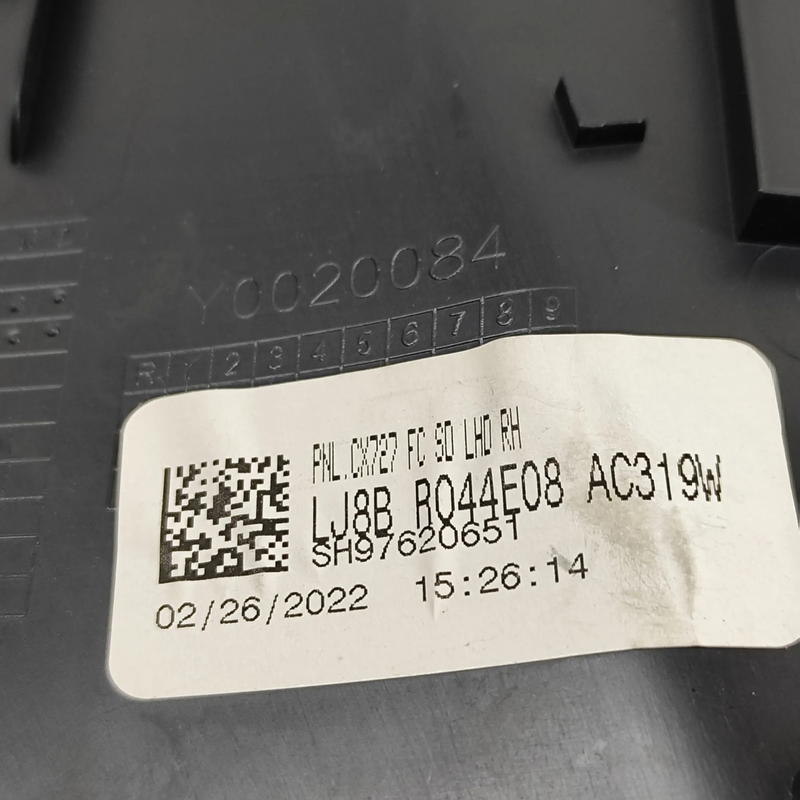 Y0020084
R Y 2 3 4 5 6 7 8 9
PNL.CX727 FC SD LHD RH
LJ8B R044E08 AC319W
SH97620651
02/26/2022 15:26:14